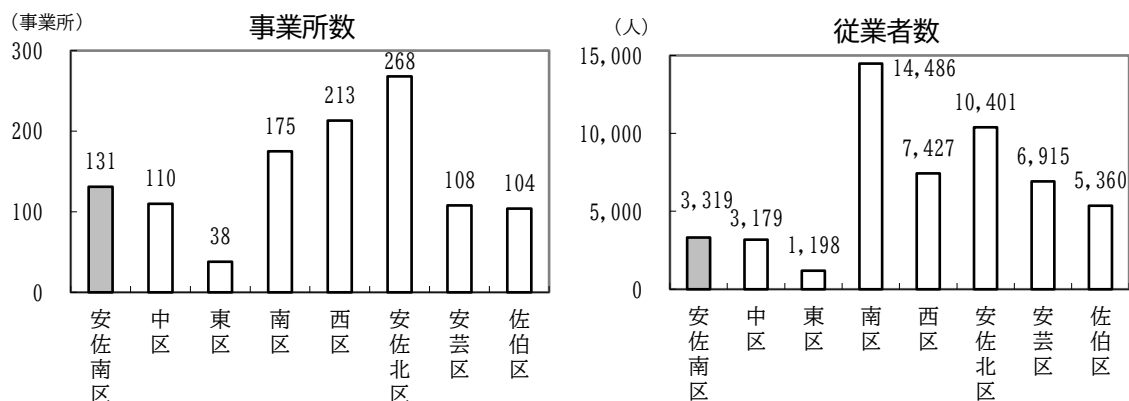 (事業所)
事業所数
300
200
100
0
131
110
38
175
213
268
108
104
安佐南区
中区
東区
南区
西区
安佐北区
安芸区
佐伯区
(人)
従業者数
15,000
10,000
5,000
0
3,319
3,179
1,198
14,486
7,427
10,401
6,915
5,360
安佐南区
中区
東区
南区
西区
安佐北区
安芸区
佐伯区